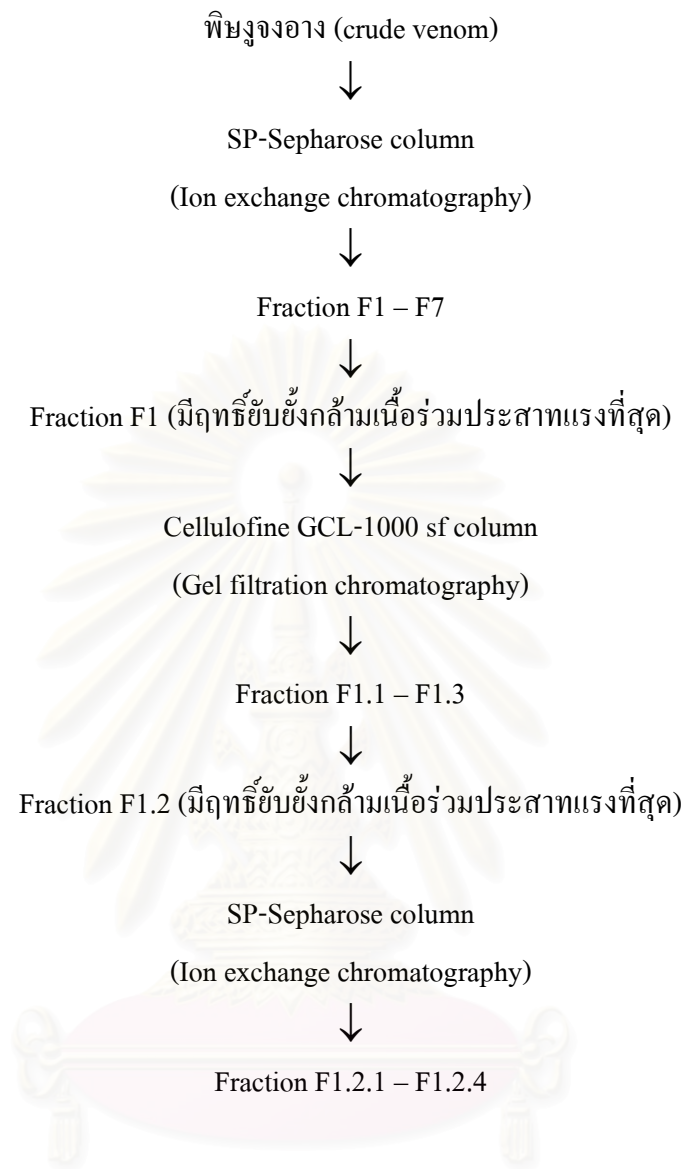 พิษงูจงอาง (crude venom)
↓
SP-Sepharose column
(Ion exchange chromatography)
↓
Fraction F1 – F7
↓
Fraction F1 (มีฤทธิ์ยับยั้งกล้ามเนื้อร่วมประสาทแรงที่สุด)
↓
Cellulofine GCL-1000 sf column
(Gel filtration chromatography)
↓
Fraction F1.1 – F1.3
↓
Fraction F1.2 (มีฤทธิ์ยับยั้งกล้ามเนื้อร่วมประสาทแรงที่สุด)
↓
SP-Sepharose column
(Ion exchange chromatography)
↓
Fraction F1.2.1 – F1.2.4